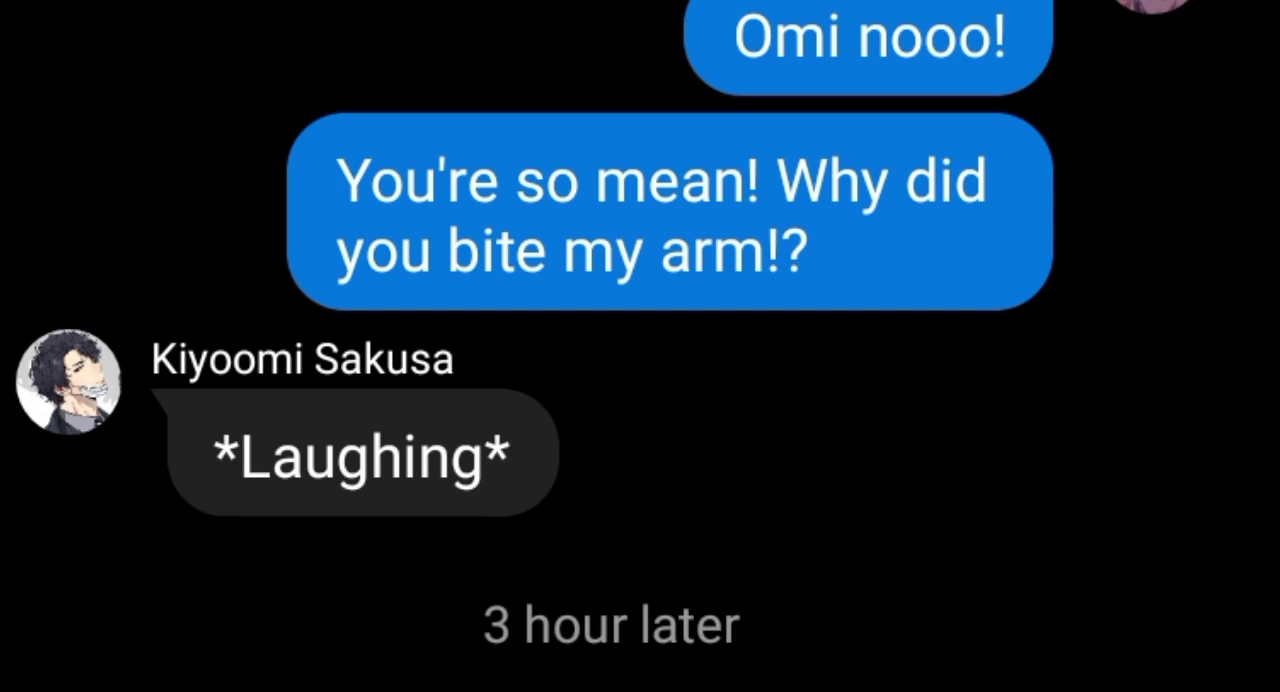 Omi nooo!
You're so mean! Why did
you bite my arm!?
Kiyoomi Sakusa
*Laughing*
3 hour later